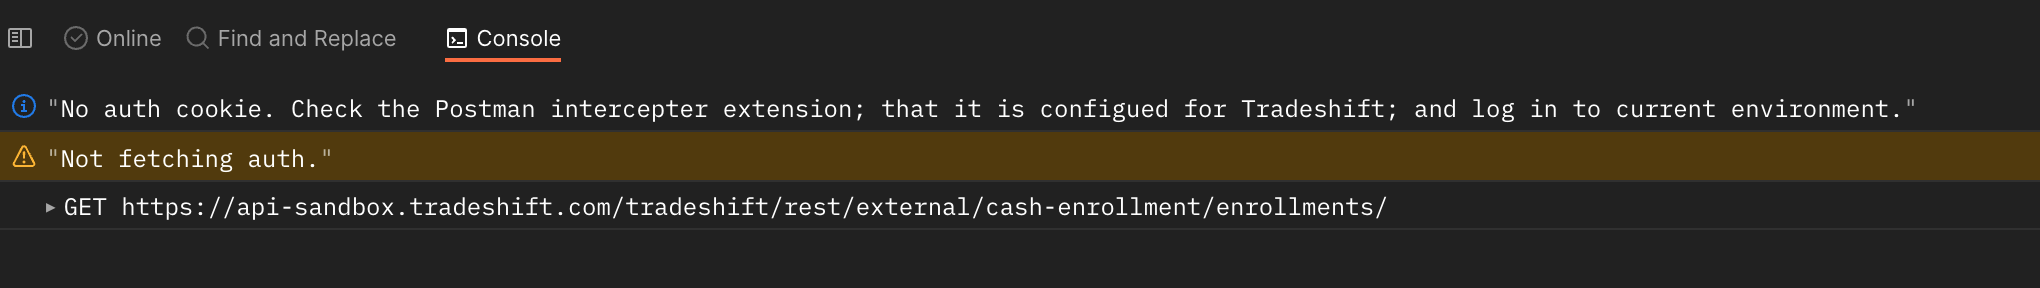 Online Find and Replace Console
"No auth cookie. Check the Postman intercepter extension; that it is configued for Tradeshift; and log in to current environment."
"Not fetching auth."
GET https://api-sandbox.tradeshift.com/tradeshift/rest/external/cash-enrollment/enrollments/